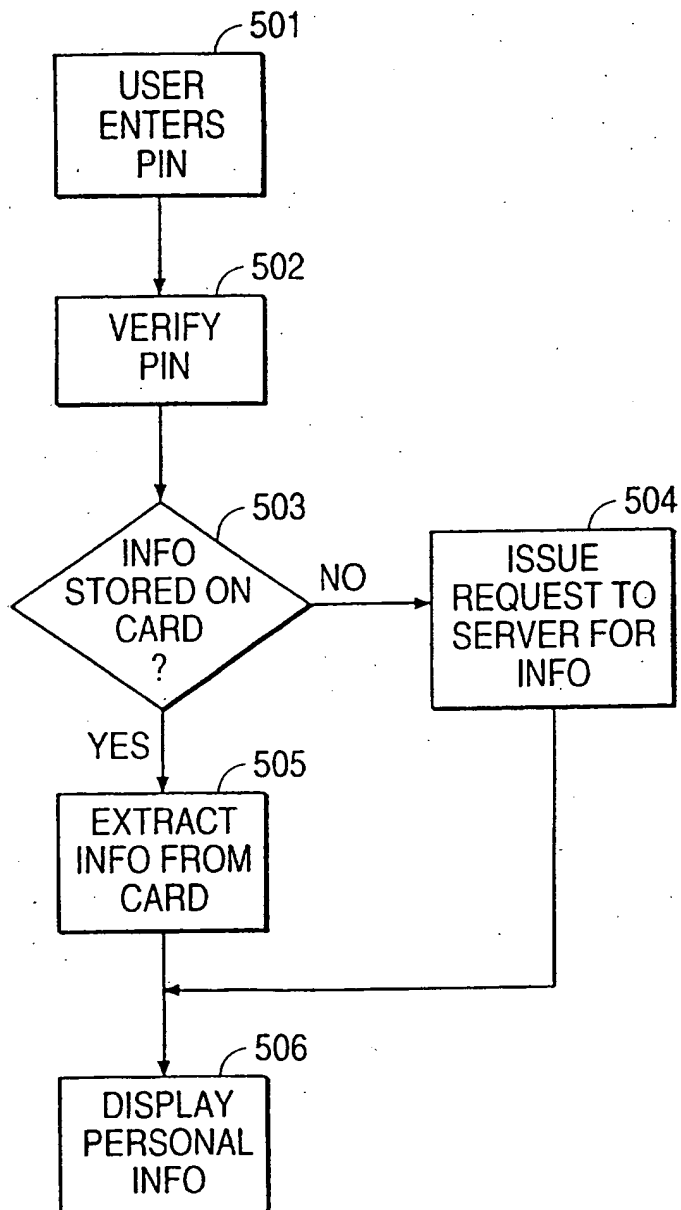 501
USER
ENTERS
PIN
502
VERIFY
PIN
503
INFO
STORED ON
CARD
?
NO
504
ISSUE
REQUEST TO
SERVER FOR
INFO
YES
505
EXTRACT
INFO FROM
CARD
506
DISPLAY
PERSONAL
INFO